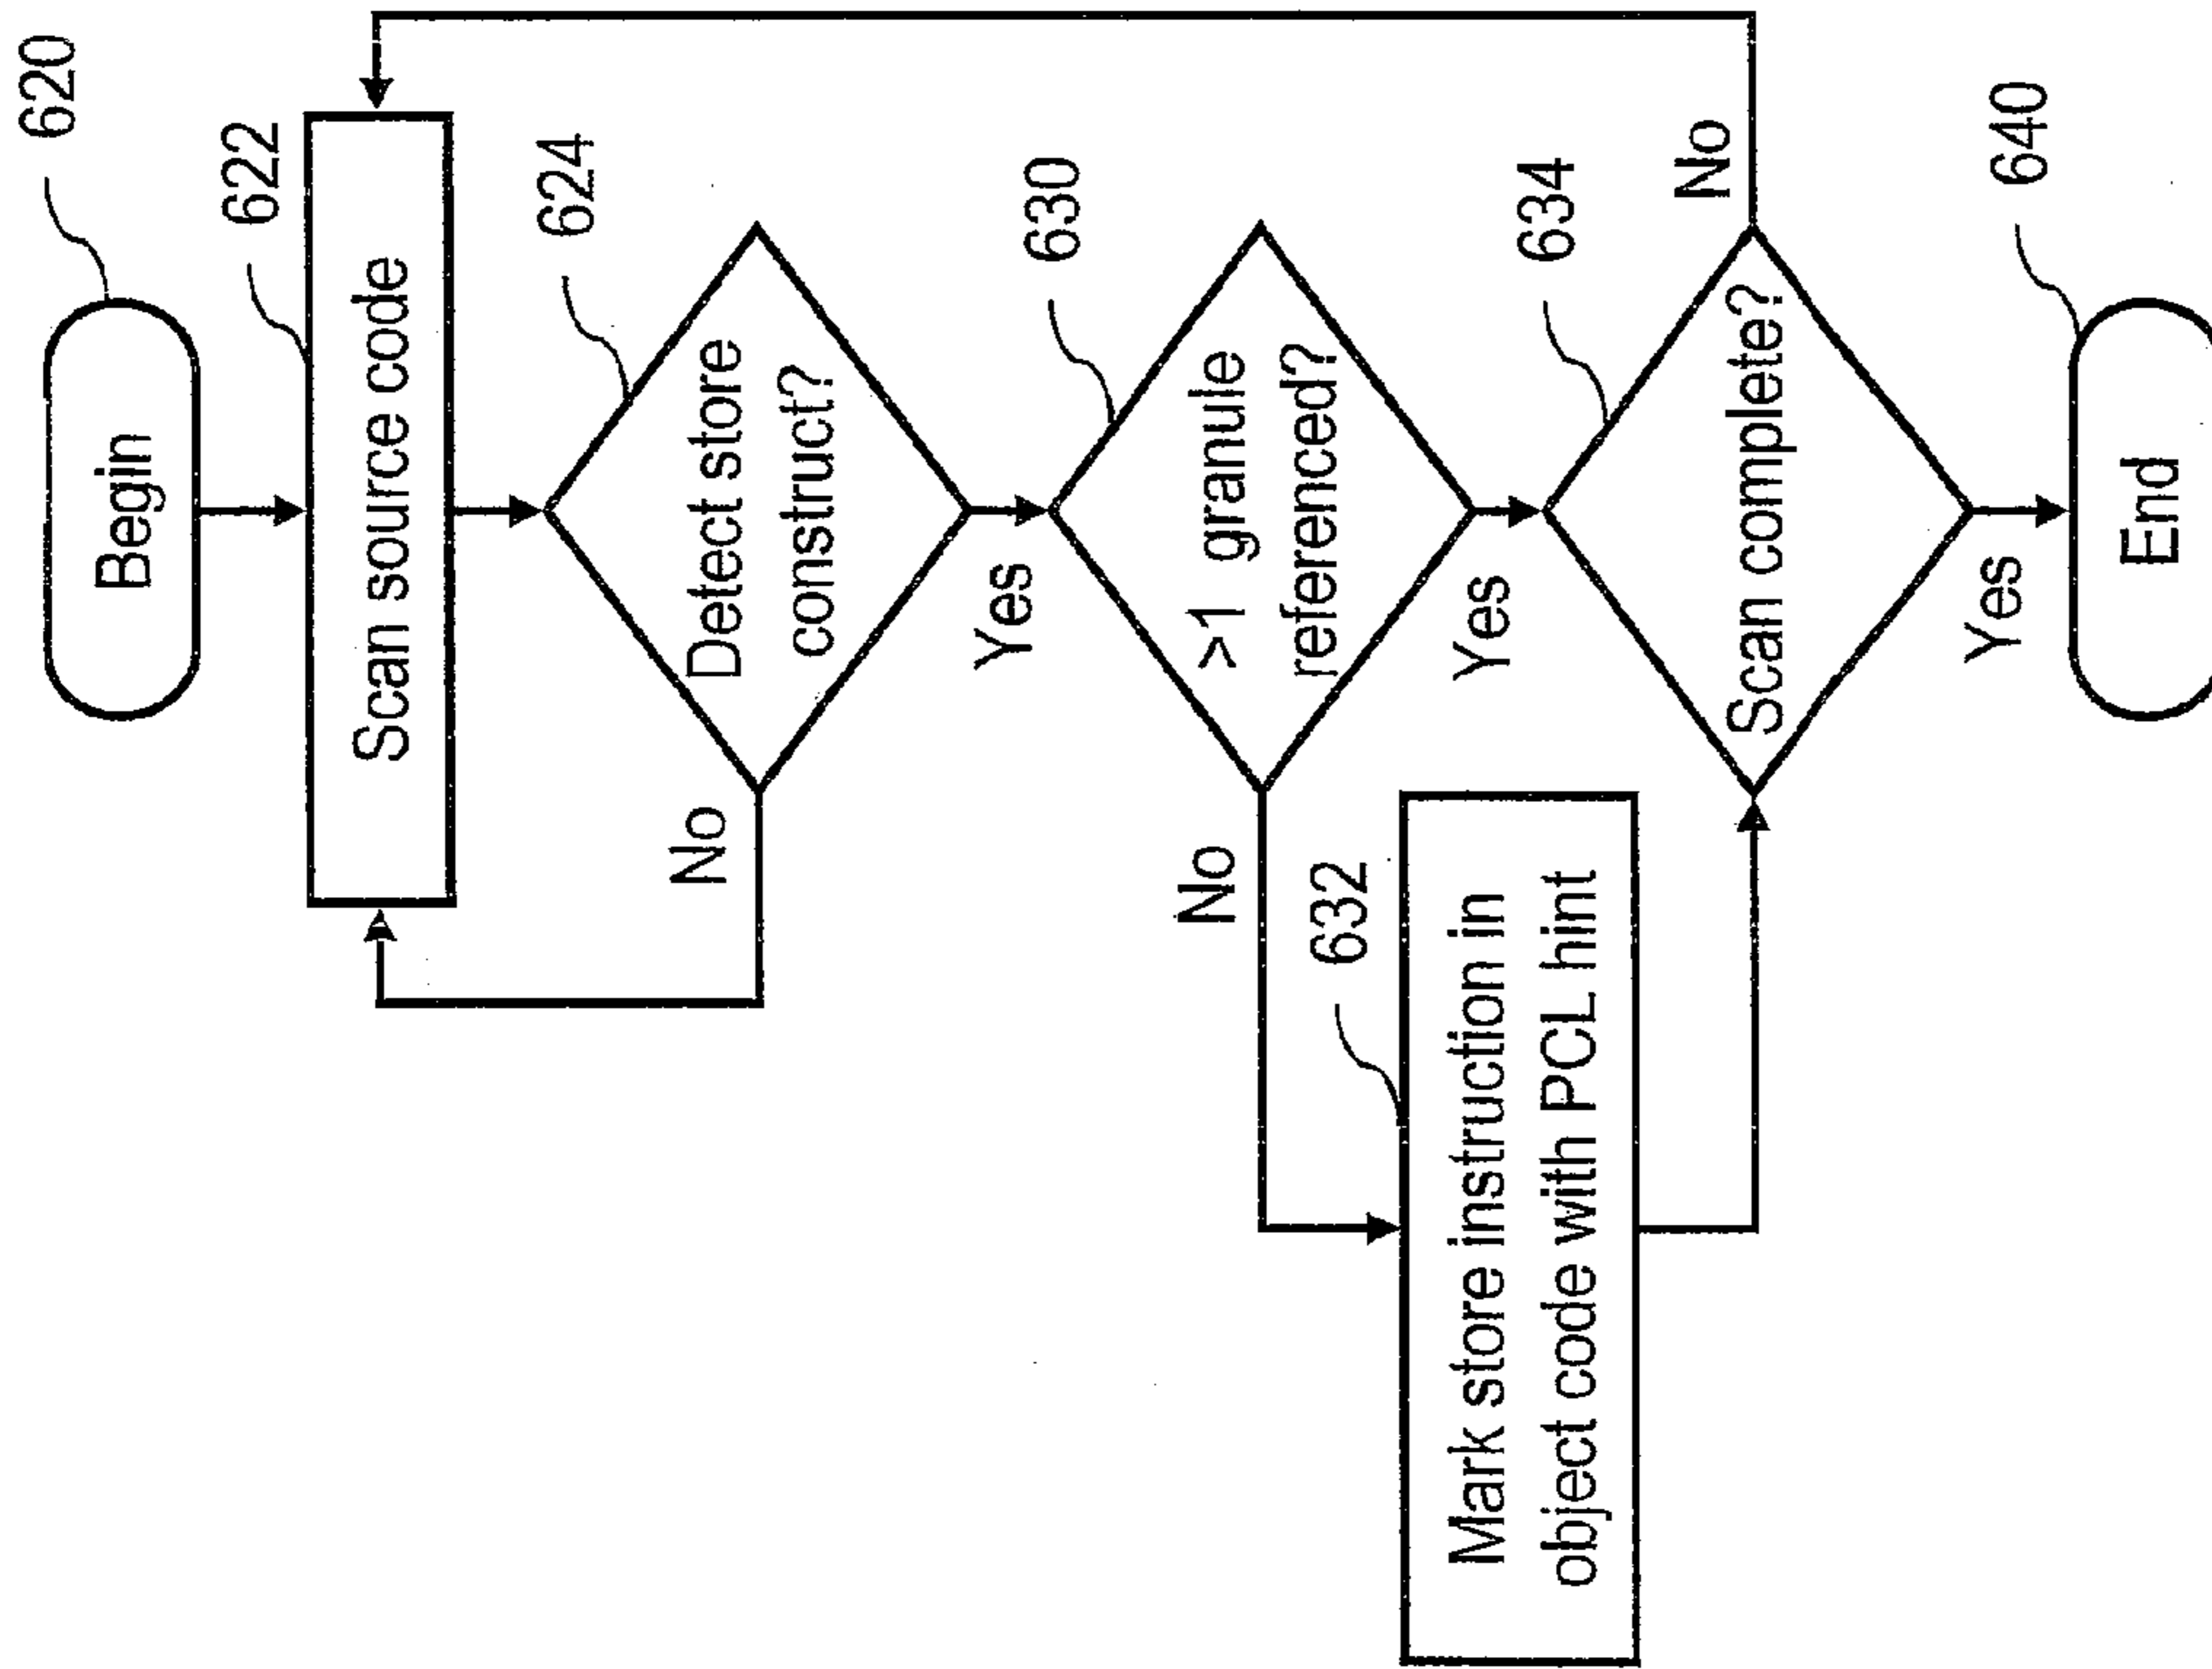 620
Begin
622
Scan source code
624
Detect store
construct?
No
Yes
630
>1 granule
referenced?
No
Yes
632
Mark store instruction in
object code with PCL hint
634
Scan complete?
No
Yes
640
End